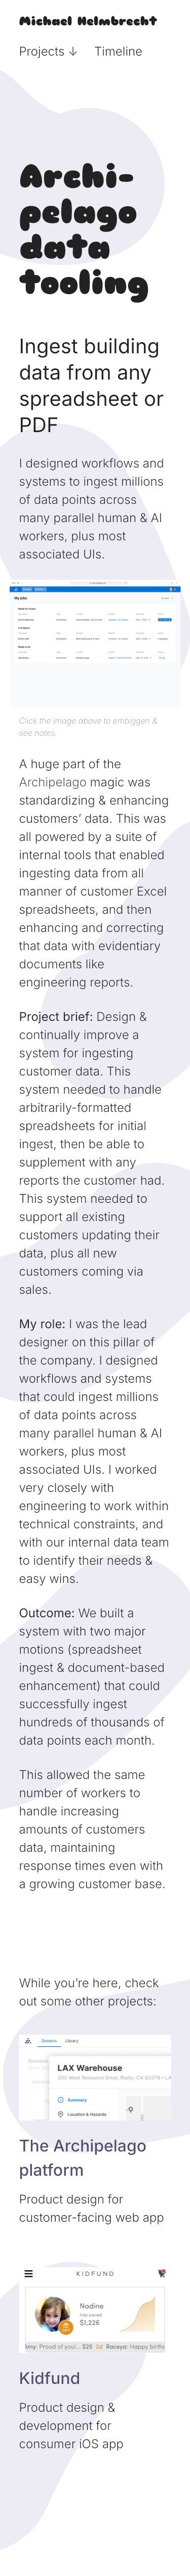 Michael Helmbrecht
Projects ↓ Timeline
Archi-
pelago
data
tooling
Ingest building
data from any
spreadsheet or
PDF
I designed workflows and
systems to ingest millions
of data points across
many parallel human & AI
workers, plus most
associated UIs.
My jobs
Click the image above to embiggen &
see notes.
A huge part of the
Archipelago magic was
standardizing & enhancing
customers’ data. This was
all powered by a suite of
internal tools that enabled
ingesting data from all
manner of customer Excel
spreadsheets, and then
enhancing and correcting
that data with evidentiary
documents like
engineering reports.
Project brief: Design &
continually improve a
system for ingesting
customer data. This
system needed to handle
arbitrarily-formatted
spreadsheets for initial
ingest, then be able to
supplement with any
reports the customer had.
This system needed to
support all existing
customers updating their
data, plus all new
customers coming via
sales.
My role: I was the lead
designer on this pillar of
the company. I designed
workflows and systems
that could ingest millions
of data points across
many parallel human & AI
workers, plus most
associated UIs. I worked
very closely with
engineering to work within
technical constraints, and
with our internal data team
to identify their needs &
easy wins.
Outcome: We built a
system with two major
motions (spreadsheet
ingest & document-based
enhancement) that could
successfully ingest
hundreds of thousands of
data points each month.
This allowed the same
number of workers to
handle increasing
amounts of customers
data, maintaining
response times even with
a growing customer base.
While you’re here, check
out some other projects:
Streams Library
LAX Warehouse
Summary
Location & Hazards
The Archipelago
platform
Product design for
customer-facing web app
KIDFUND
Nadine
has saved
$1,226
Amy: Proud of you!... $25 2d Raceya: Happy birthd
Kidfund
Product design &
development for
consumer iOS app